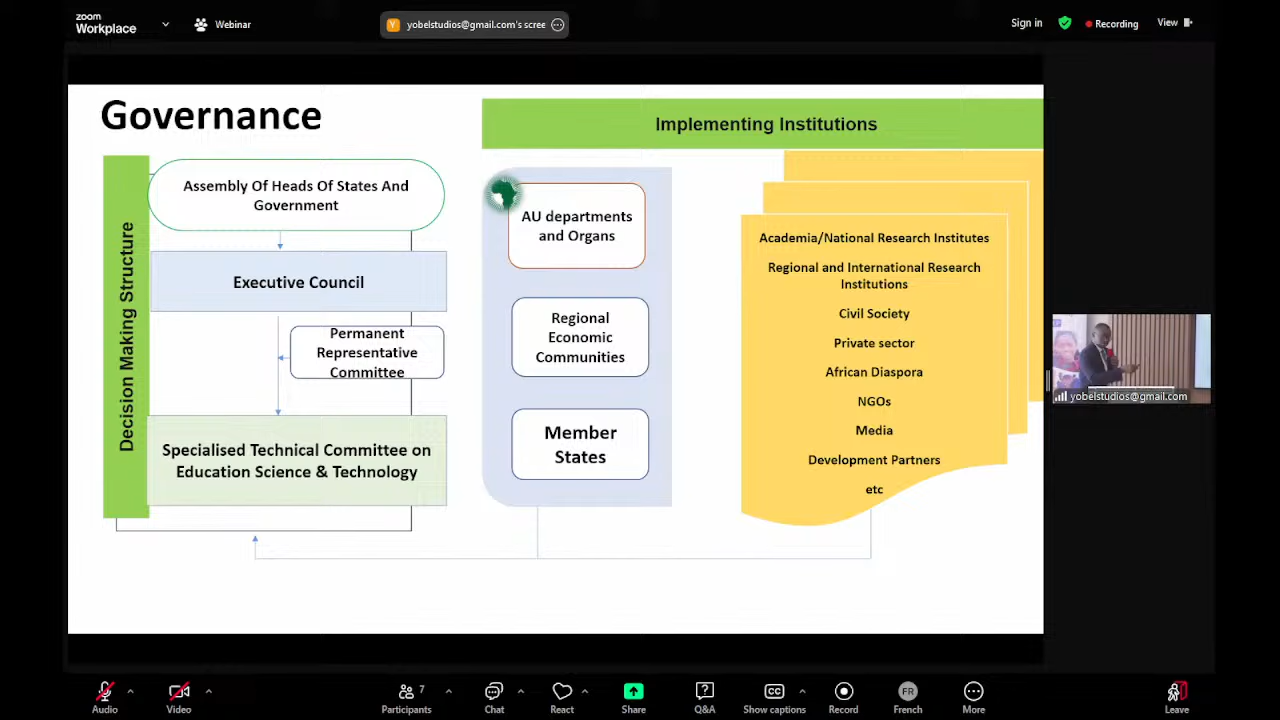 zoom
Workplace
Webinar
Y
yobelstudios@gmail.com's scree
Sign in
Recording
View
Governance
Implementing Institutions
Decision Making Structure
Assembly Of Heads Of States And
Government
Executive Council
Permanent
Representative
Committee
Specialised Technical Committee on
Education Science & Technology
AU departments
and Organs
Regional
Economic
Communities
Member
States
Academia/National Research Institutes
Regional and International Research
Institutions
Civil Society
Private sector
African Diaspora
NGOs
Media
Development Partners
etc
yobelstudios@gmail.com
Audio
Video
7
Participants
Chat
React
Share
Q&A
CC
Show captions
Record
FR
French
More
Leave